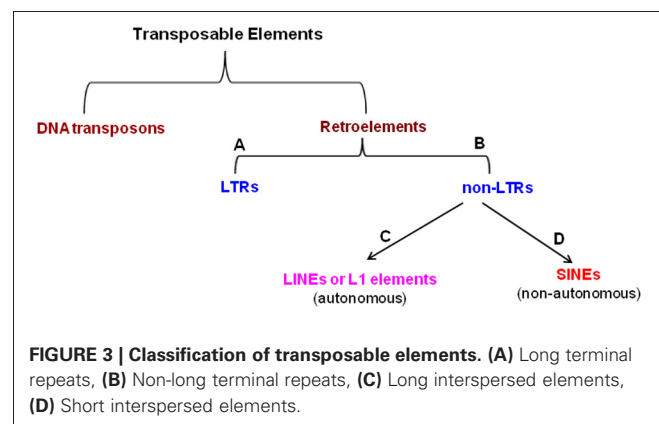 Transposable Elements
DNA transposons
Retroelements
A
B
LTRs
non-LTRs
C
D
LINEs or L1 elements
(autonomous)
SINEs
(non-autonomous)
FIGURE 3 | Classification of transposable elements. (A) Long terminal
repeats, (B) Non-long terminal repeats, (C) Long interspersed elements,
(D) Short interspersed elements.